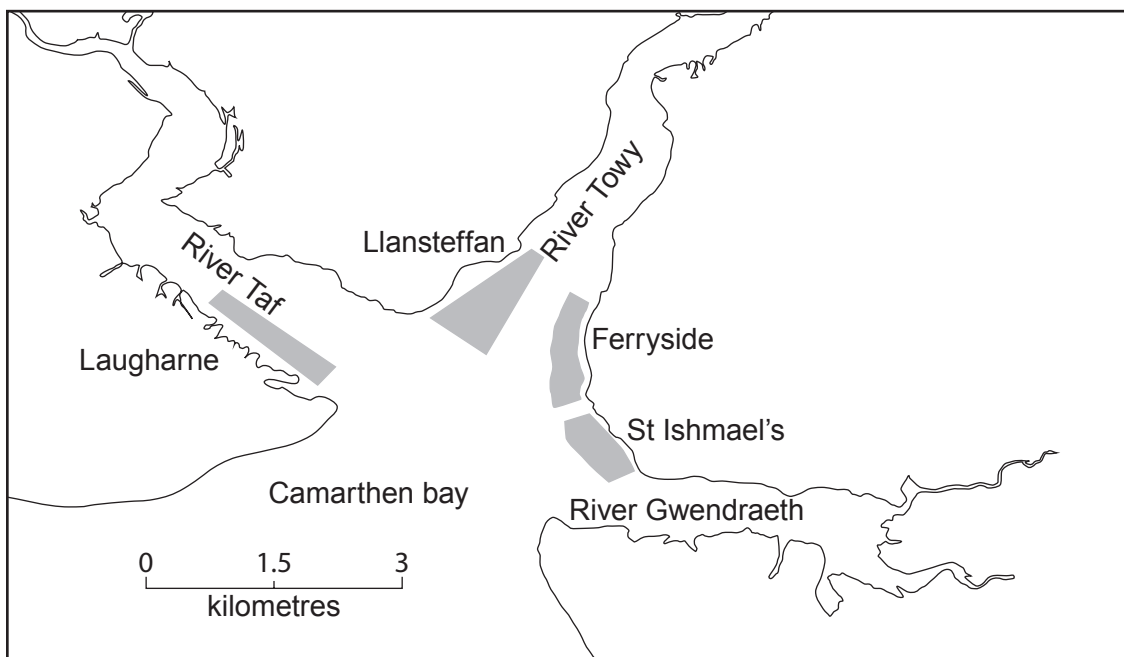 River Towy
Llansteffan
River Taf
Ferryside
Laugharne
St Ishmael's
Camarthen bay
River Gwendraeth
0 1.5 3
kilometres